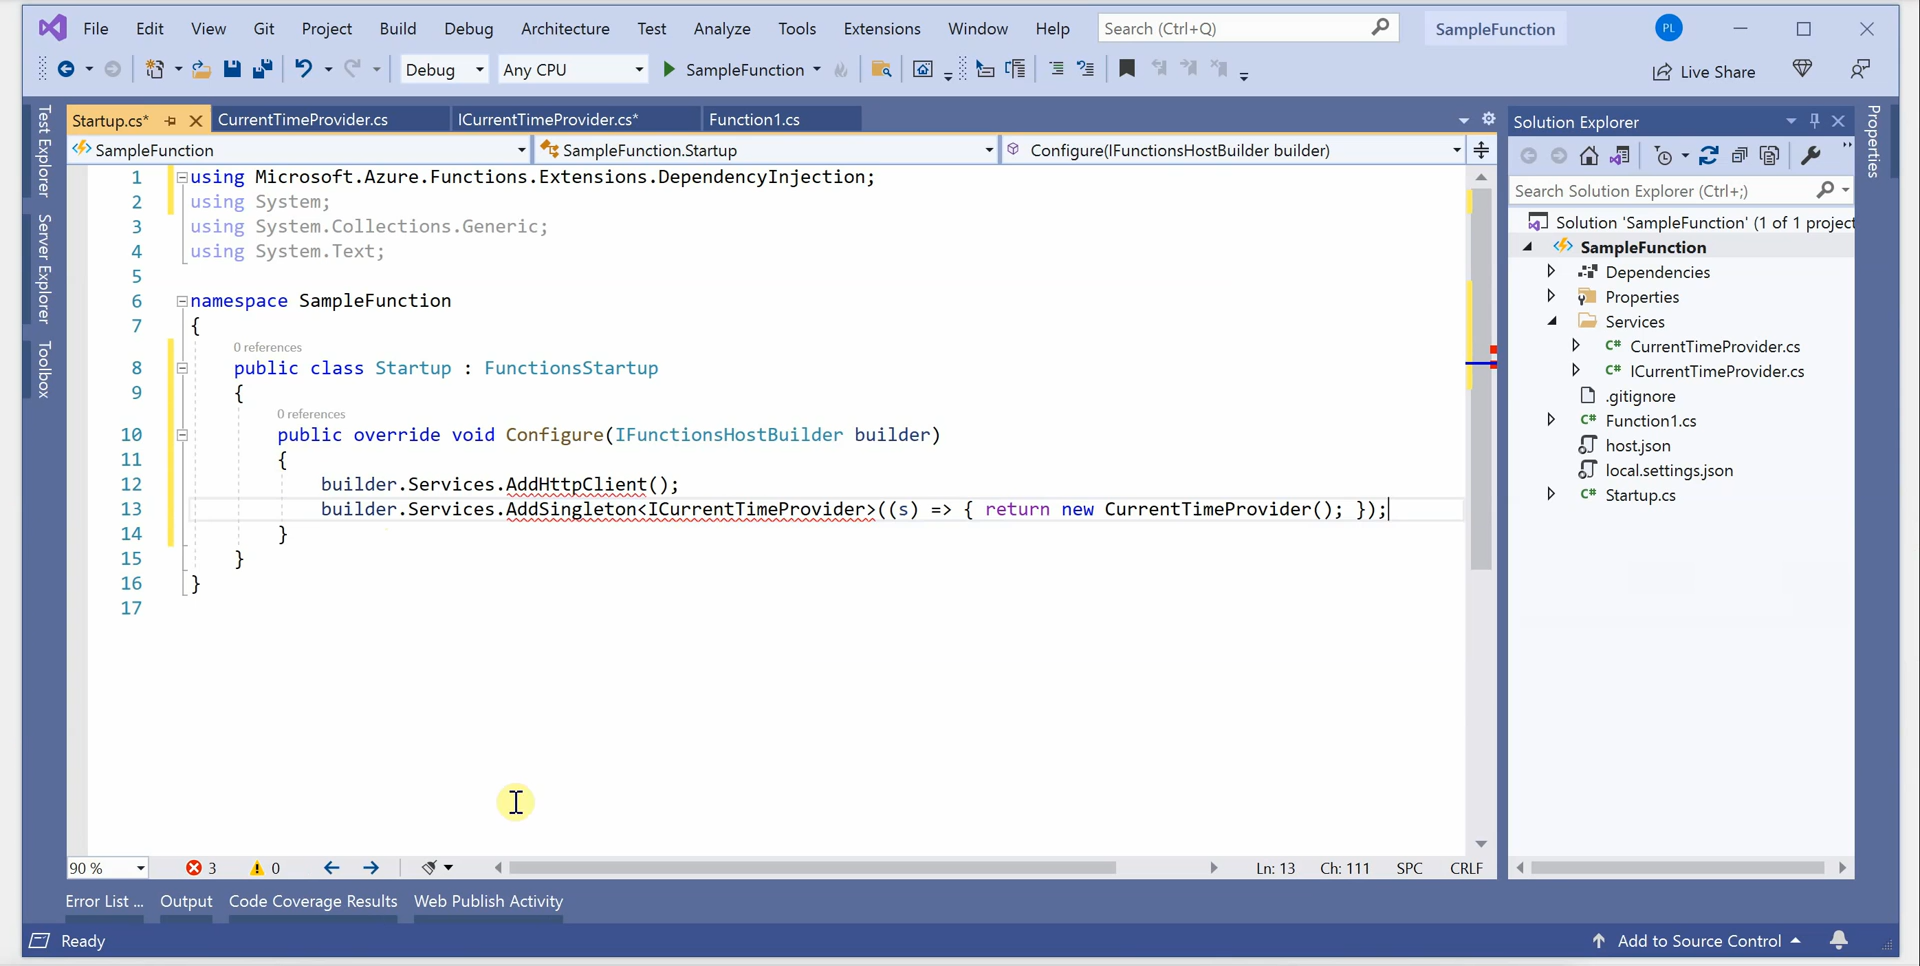 File Edit View Git Project Build Debug Architecture Test Analyze Tools Extensions Window Help Search (Ctrl+Q) SampleFunction PL
Debug Any CPU SampleFunction Live Share
Test Explorer
Server Explorer
Toolbox
Startup.cs* CurrentTimeProvider.cs ICurrentTimeProvider.cs* Function1.cs
SampleFunction SampleFunction.Startup Configure(IFunctionsHostBuilder builder)
1 using Microsoft.Azure.Functions.Extensions.DependencyInjection;
2 using System;
3 using System.Collections.Generic;
4 using System.Text;
5
6 namespace SampleFunction
7 {
0 references
8 public class Startup : FunctionsStartup
9 {
0 references
10 public override void Configure(IFunctionsHostBuilder builder)
11 {
12 builder.Services.AddHttpClient();
13 builder.Services.AddSingleton<ICurrentTimeProvider>((s) => { return new CurrentTimeProvider(); });
14 }
15 }
16 }
17
90 % 3 0 Ln: 13 Ch: 111 SPC CRLF
Solution Explorer
Search Solution Explorer (Ctrl+;)
Solution 'SampleFunction' (1 of 1 project
SampleFunction
Dependencies
Properties
Services
C# CurrentTimeProvider.cs
C# ICurrentTimeProvider.cs
.gitignore
C# Function1.cs
host.json
local.settings.json
C# Startup.cs
Properties
Error List ... Output Code Coverage Results Web Publish Activity
Ready Add to Source Control